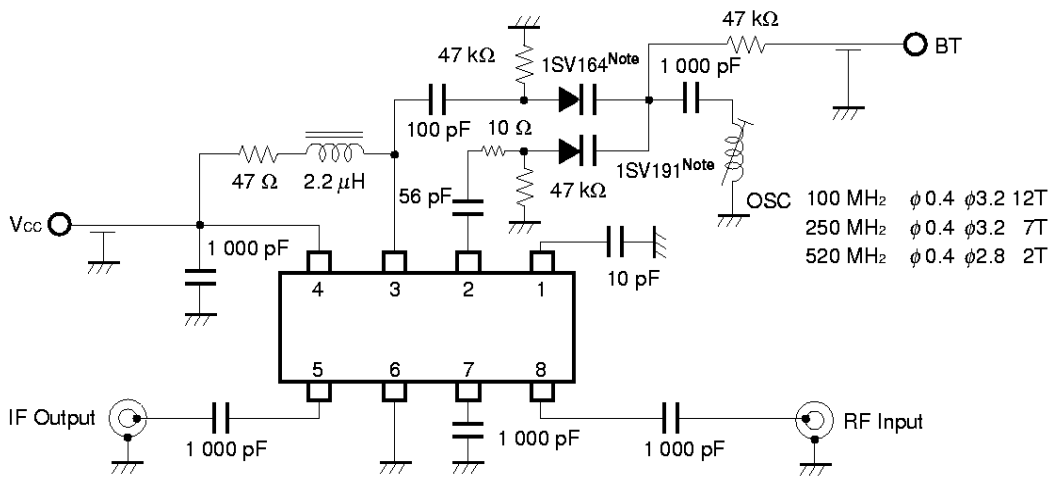 47 kΩ
BT
47 kΩ
1SV164Note
1 000 pF
100 pF
10 Ω
1SV191Note
47 Ω
2.2 μH
56 pF
47 kΩ
OSC 100 MHz ϕ0.4 ϕ3.2 12T
250 MHz ϕ0.4 ϕ3.2 7T
520 MHz ϕ0.4 ϕ2.8 2T
VCC
1 000 pF
10 pF
4 3 2 1
5 6 7 8
IF Output
RF Input
1 000 pF
1 000 pF
1 000 pF